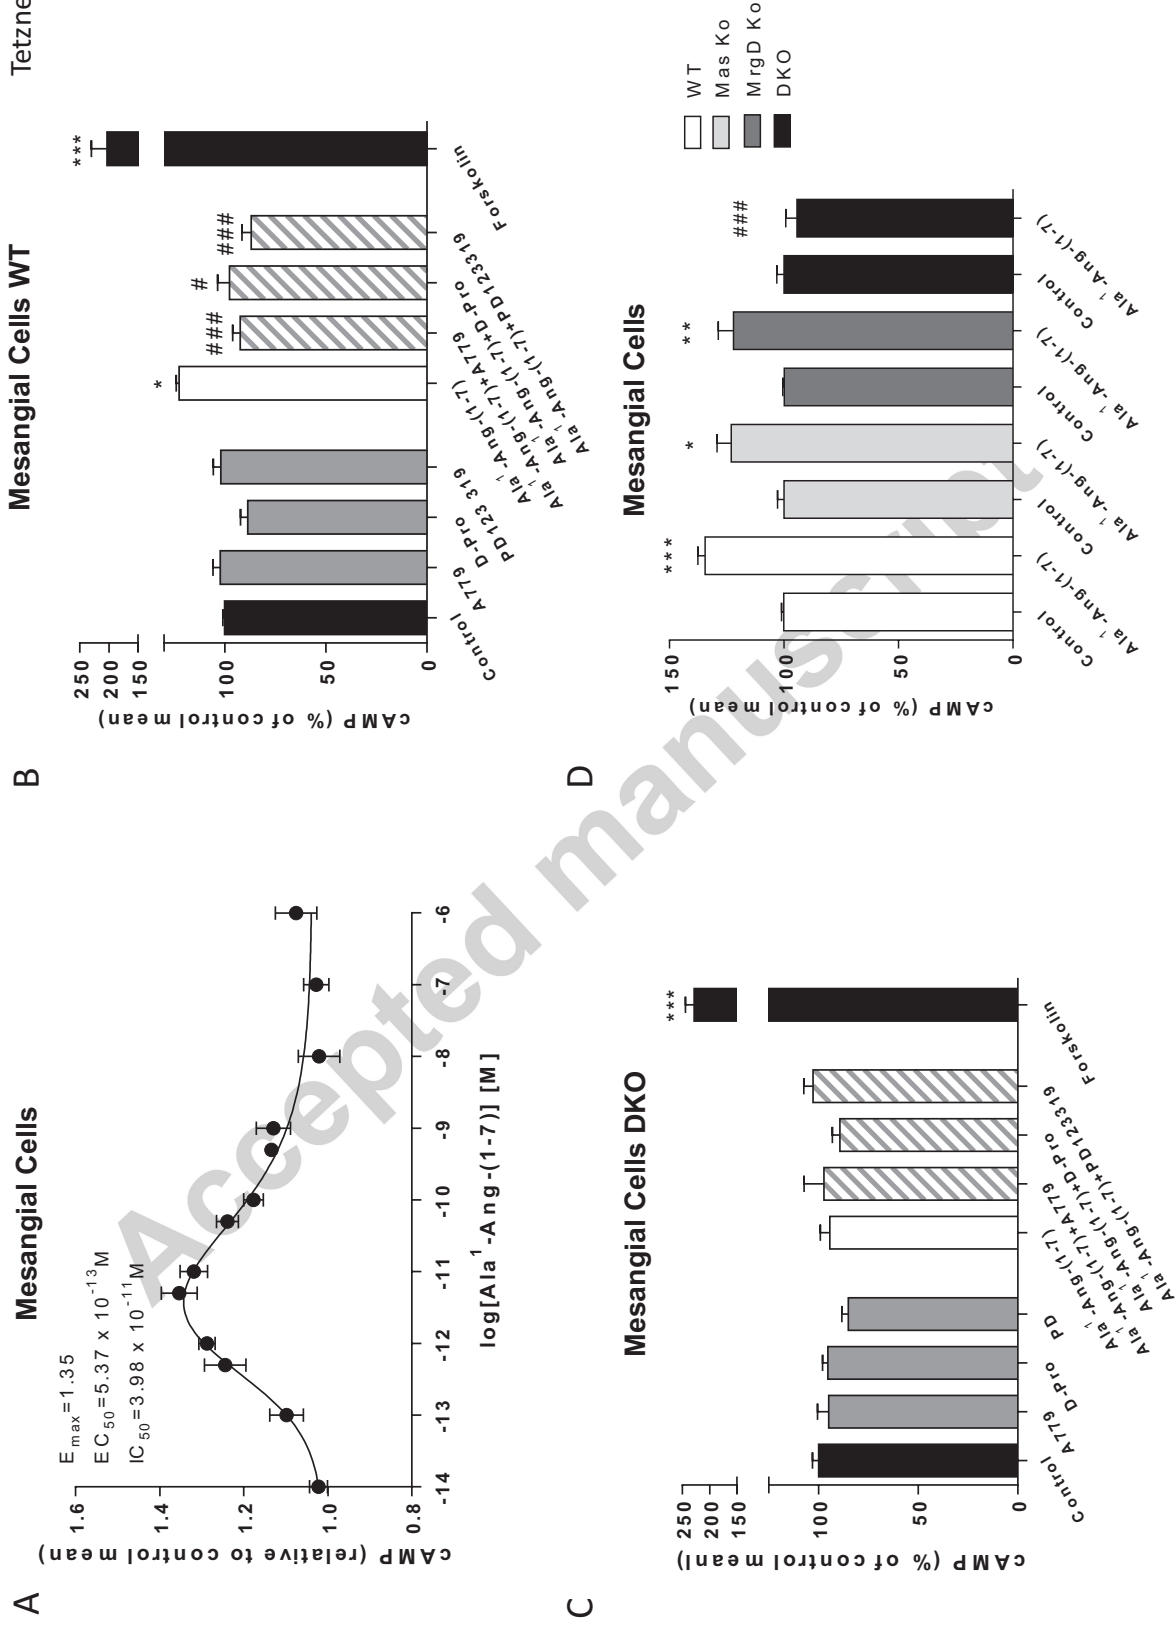 Tetzne
A
Mesangial Cells
E max =1.35
EC 50 =5.37 x 10 -13 M
IC 50 =3.98 x 10 -11 M
cAMP (relative to control mean)
1.6
1.4
1.2
1.0
0.8
-14 -13 -12 -11 -10 -9 -8 -7 -6
log[Ala 1 -Ang-(1-7)] [M]
B
Mesangial Cells WT
cAMP (% of control mean)
250
200
150
100
50
0
* ### # ### ***
Control
A779
D-Pro
PD123 319
Ala 1 -Ang-(1-7)
Ala 1 -Ang-(1-7)+A779
Ala 1 -Ang-(1-7)+D-Pro
Ala 1 -Ang-(1-7)+PD123319
Forskolin
C
Mesangial Cells DKO
cAMP (% of control meanl)
250
200
150
100
50
0
***
Control
A779
D-Pro
PD
Ala 1 -Ang-(1-7)
Ala 1 -Ang-(1-7)+A779
Ala 1 -Ang-(1-7)+D-Pro
Ala 1 -Ang-(1-7)+PD123319
Forskolin
D
Mesangial Cells
cAMP (% of control mean)
150
100
50
0
*** * ** ###
Control
Ala 1 -Ang-(1-7)
Control
Ala 1 -Ang-(1-7)
Control
Ala 1 -Ang-(1-7)
Control
Ala 1 -Ang-(1-7)
WT
Mas Ko
MrgD Ko
DKO
Accepted manuscript